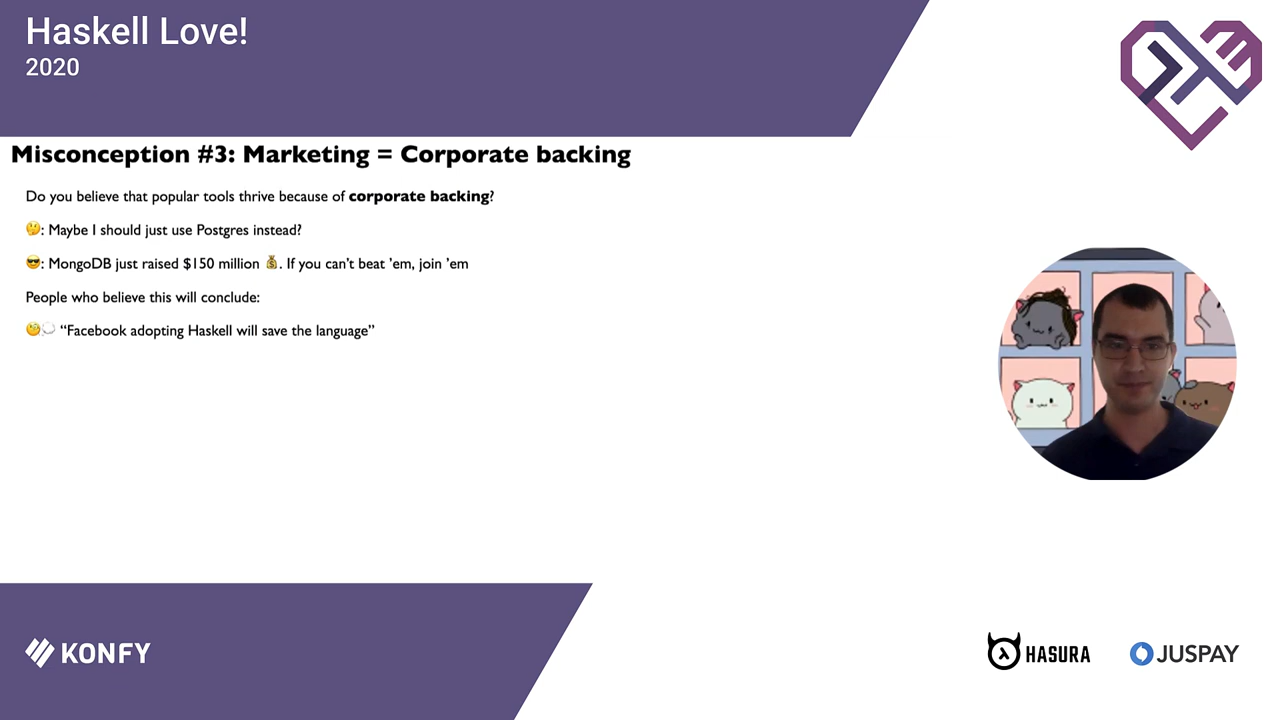 Haskell Love!
2020
Misconception #3: Marketing = Corporate backing
Do you believe that popular tools thrive because of corporate backing?
🤔: Maybe I should just use Postgres instead?
😎: MongoDB just raised $150 million 💰. If you can’t beat ’em, join ’em
People who believe this will conclude:
🧐💭 “Facebook adopting Haskell will save the language”
KONFY
HASURA
JUSPAY